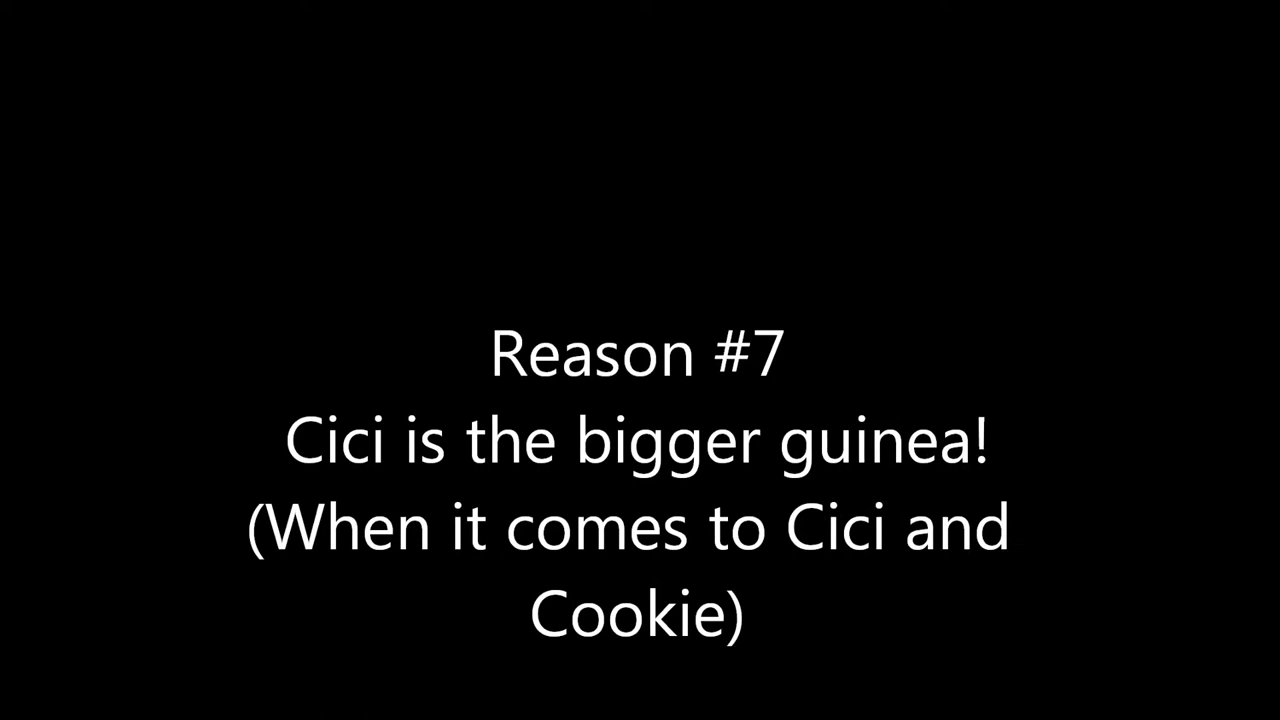 Reason #7
Cici is the bigger guinea!
(When it comes to Cici and
Cookie)